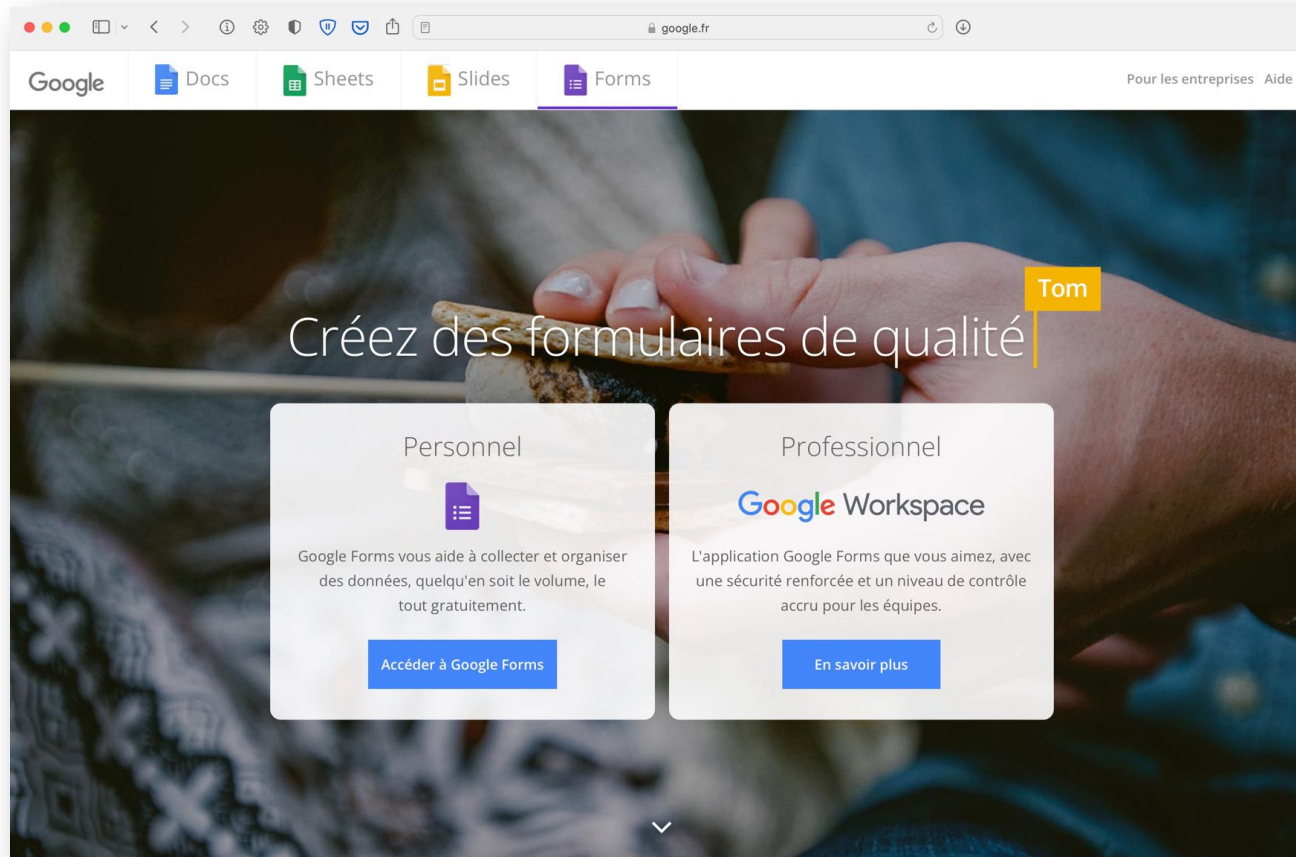 google.fr
Google Docs Sheets Slides Forms Pour les entreprises Aide
Tom
Créez des formulaires de qualité
Personnel
Google Forms vous aide à collecter et organiser
des données, quelqu'en soit le volume, le
tout gratuitement.
Accéder à Google Forms
Professionnel
Google Workspace
L'application Google Forms que vous aimez, avec
une sécurité renforcée et un niveau de contrôle
accru pour les équipes.
En savoir plus